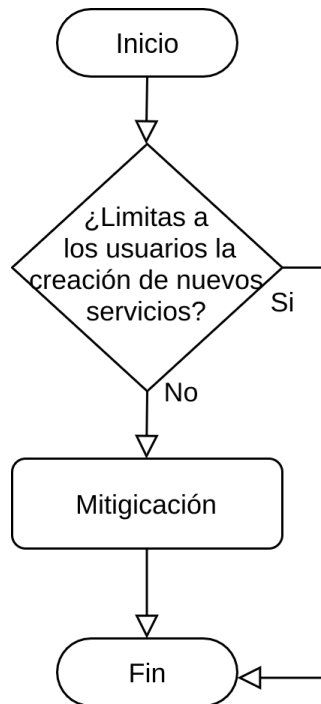 Inicio
¿Limitas a
los usuarios la
creación de nuevos
servicios?
Si
No
Mitigicación
Fin